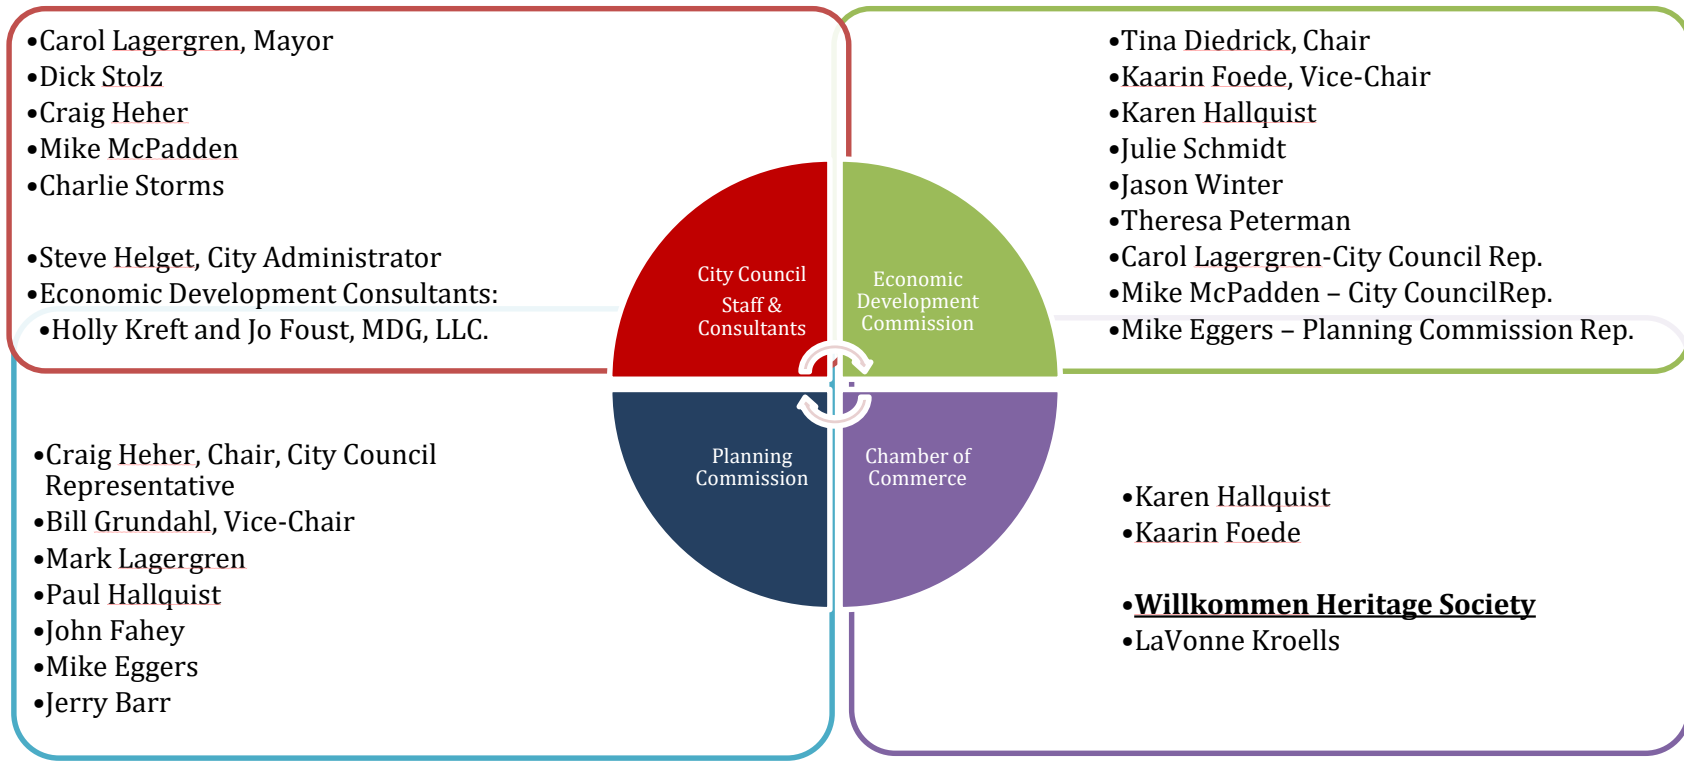 •Carol Lagergren, Mayor
•Dick Stolz
•Craig Heher
•Mike McPadden
•Charlie Storms
•Steve Helget, City Administrator
•Economic Development Consultants:
•Holly Kreft and Jo Foust, MDG, LLC.
•Tina Diedrick, Chair
•Kaarin Foede, Vice-Chair
•Karen Hallquist
•Julie Schmidt
•Jason Winter
•Theresa Peterman
•Carol Lagergren-City Council Rep.
•Mike McPadden – City CouncilRep.
•Mike Eggers – Planning Commission Rep.
City Council
Staff &
Consultants
Economic
Development
Commission
Planning
Commission
Chamber of
Commerce
•Craig Heher, Chair, City Council
Representative
•Bill Grundahl, Vice-Chair
•Mark Lagergren
•Paul Hallquist
•John Fahey
•Mike Eggers
•Jerry Barr
•Karen Hallquist
•Kaarin Foede
•Willkommen Heritage Society
•LaVonne Kroells